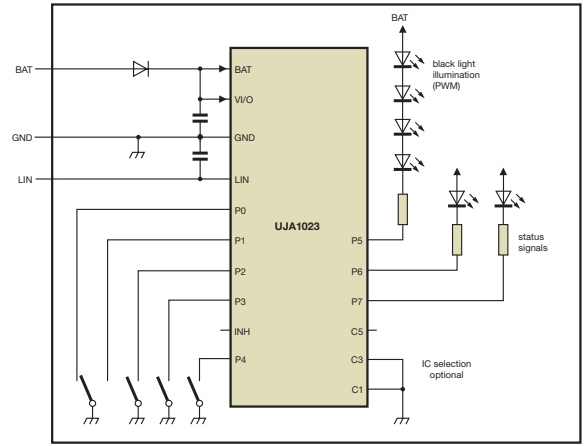 BAT
BAT
BAT
black light
illumination
(PWM)
VI/O
GND
GND
LIN
LIN
P0
UJA1023
P1
P5
status
signals
P2
P6
P3
P7
INH
C5
P4
C3
IC selection
optional
C1